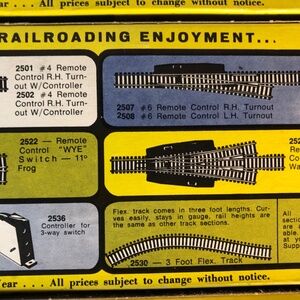 ear . . . All prices subject to change without notice.
RAILROADING ENJOYMENT...
2501 #4 Remote
Control R.H. Turn-
out W/Controller
2502 #4 Remote
Control R.H. Turn-
out W/Controller
2507 #6 Remote Control R.H. Turnout
2508 #6 Remote Control L.H. Turnout
2522 — Remote
Control "WYE"
Switch — 11°
Frog
2536
Controller for
3-way switch
Flex. track comes in three foot lengths. Cur-
ves easily, stays in gauge, rail heights are
the same as other track sections.
2530 — 3 Foot Flex. Track
All
sections
ear . . . All prices subject to change without notice.